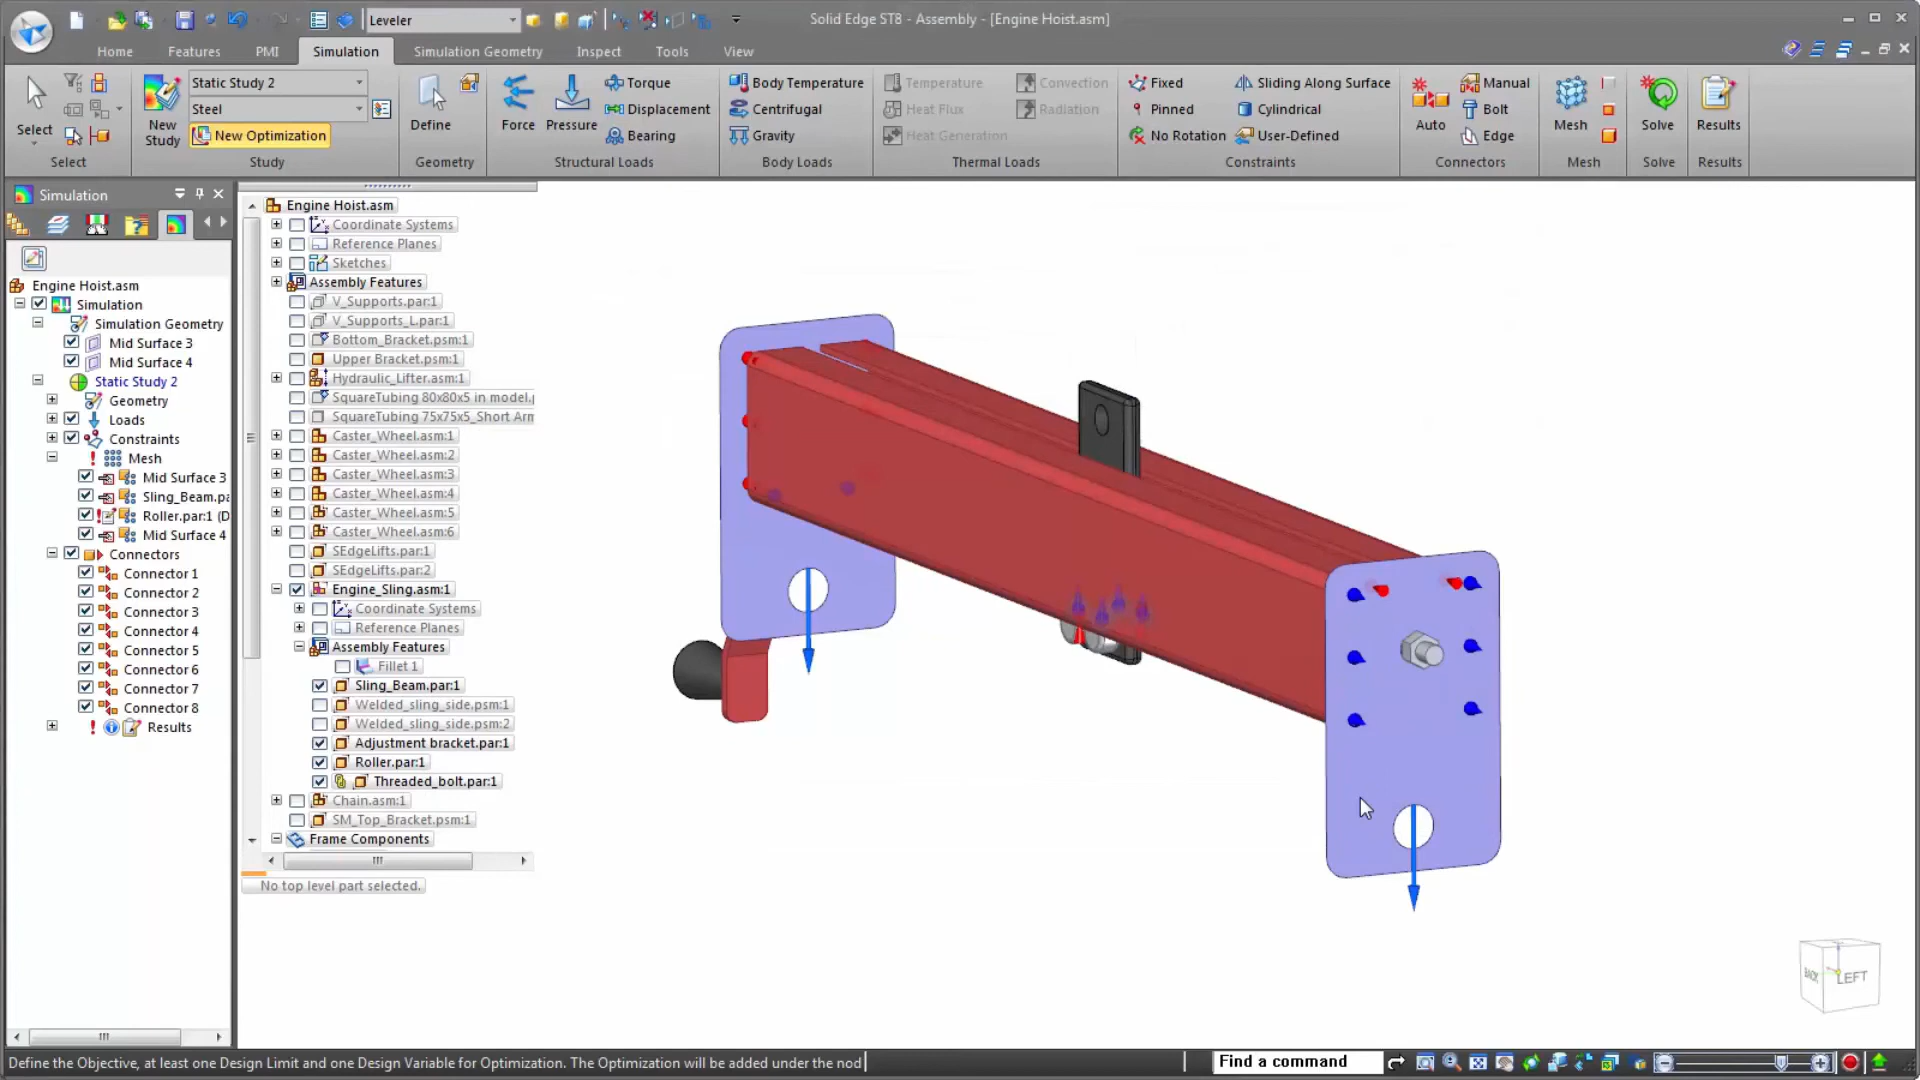 Leveler
Solid Edge ST8 - Assembly - [Engine Hoist.asm]
Home
Features
PMI
Simulation
Simulation Geometry
Inspect
Tools
View
Select
Select
New Study
Static Study 2
Steel
New Optimization
Study
Define
Geometry
Force
Pressure
Torque
Displacement
Bearing
Structural Loads
Body Temperature
Centrifugal
Gravity
Body Loads
Temperature
Convection
Heat Flux
Radiation
Heat Generation
Thermal Loads
Fixed
Sliding Along Surface
Pinned
Cylindrical
No Rotation
User-Defined
Constraints
Auto
Manual
Bolt
Edge
Connectors
Mesh
Mesh
Solve
Solve
Results
Results
Simulation
Engine Hoist.asm
Simulation
Simulation Geometry
Mid Surface 3
Mid Surface 4
Static Study 2
Geometry
Loads
Constraints
Mesh
Mid Surface 3
Sling_Beam.pa
Roller.par:1 (D
Mid Surface 4
Connectors
Connector 1
Connector 2
Connector 3
Connector 4
Connector 5
Connector 6
Connector 7
Connector 8
Results
Engine Hoist.asm
Coordinate Systems
Reference Planes
Sketches
Assembly Features
V_Supports.par:1
V_Supports_L.par:1
Bottom_Bracket.psm:1
Upper Bracket.psm:1
Hydraulic_Lifter.asm:1
SquareTubing 80x80x5 in model.p
SquareTubing 75x75x5_Short Arm
Caster_Wheel.asm:1
Caster_Wheel.asm:2
Caster_Wheel.asm:3
Caster_Wheel.asm:4
Caster_Wheel.asm:5
Caster_Wheel.asm:6
SEdgeLifts.par:1
SEdgeLifts.par:2
Engine_Sling.asm:1
Coordinate Systems
Reference Planes
Assembly Features
Fillet 1
Sling_Beam.par:1
Welded_sling_side.psm:1
Welded_sling_side.psm:2
Adjustment bracket.par:1
Roller.par:1
Threaded_bolt.par:1
Chain.asm:1
SM_Top_Bracket.psm:1
Frame Components
No top level part selected.
BACK
LEFT
Define the Objective, at least one Design Limit and one Design Variable for Optimization. The Optimization will be added under the nod
Find a command